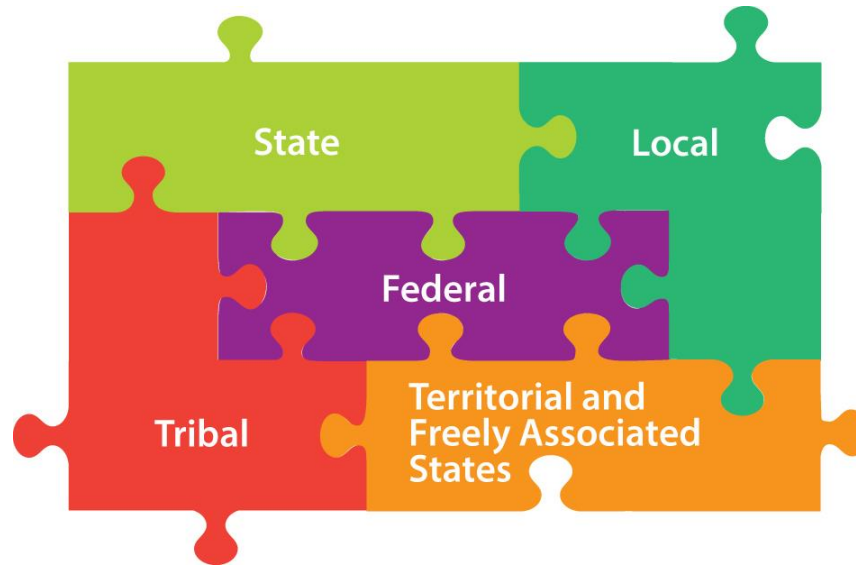 State
Local
Federal
Tribal
Territorial and
Freely Associated
States